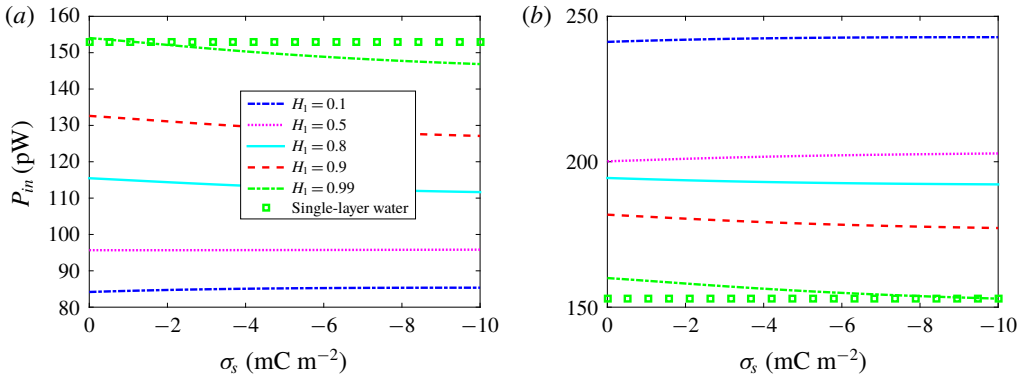 (a)
160
150
140
130
120
110
100
90
80
P_in (pW)
H_1 = 0.1
H_1 = 0.5
H_1 = 0.8
H_1 = 0.9
H_1 = 0.99
Single-layer water
0 −2 −4 −6 −8 −10
σ_s (mC m^−2)
(b)
250
200
150
0 −2 −4 −6 −8 −10
σ_s (mC m^−2)